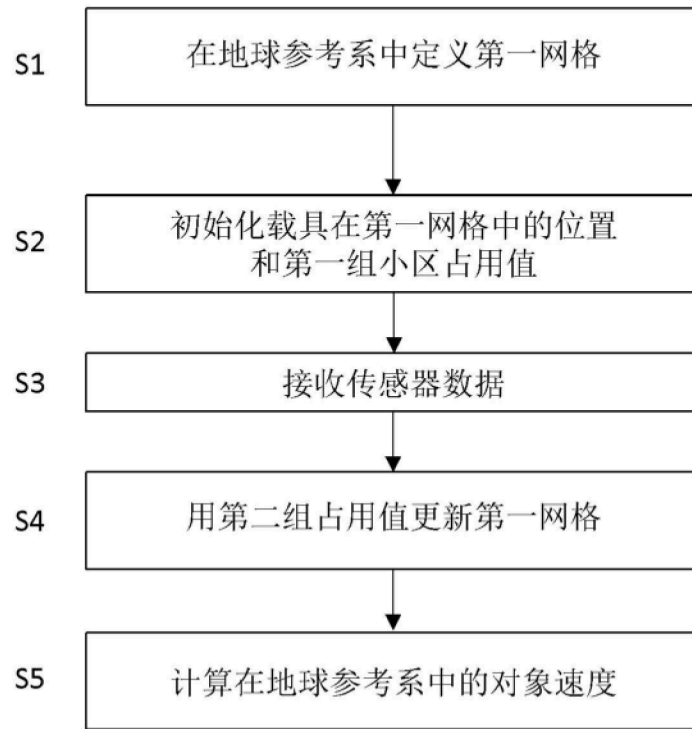 S1
在地球参考系中定义第一网格
S2
初始化载具在第一网格中的位置
和第一组小区占用值
S3
接收传感器数据
S4
用第二组占用值更新第一网格
S5
计算在地球参考系中的对象速度